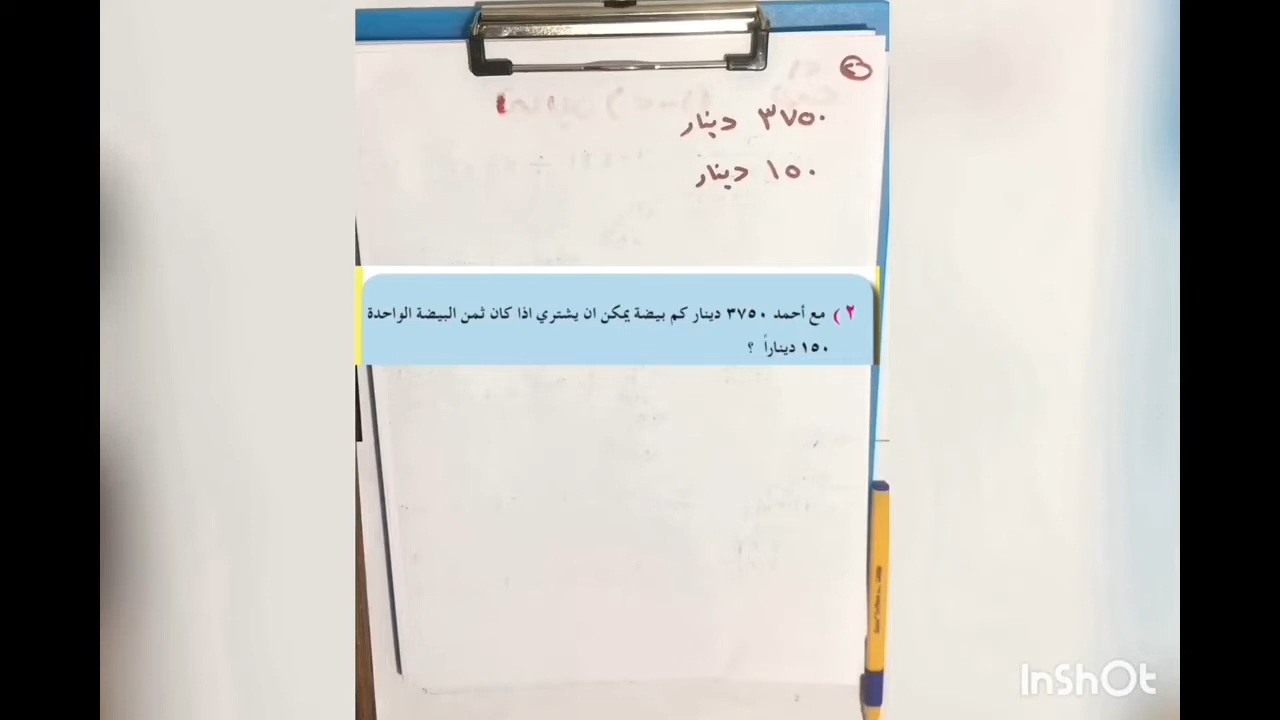 ٢
٣٧٥٠ دينار
١٥٠ دينار
٢) مع أحمد ٣٧٥٠ دينار كم بيضة يمكن ان يشتري اذا كان ثمن البيضة الواحدة
١٥٠ ديناراً ؟
InShOt